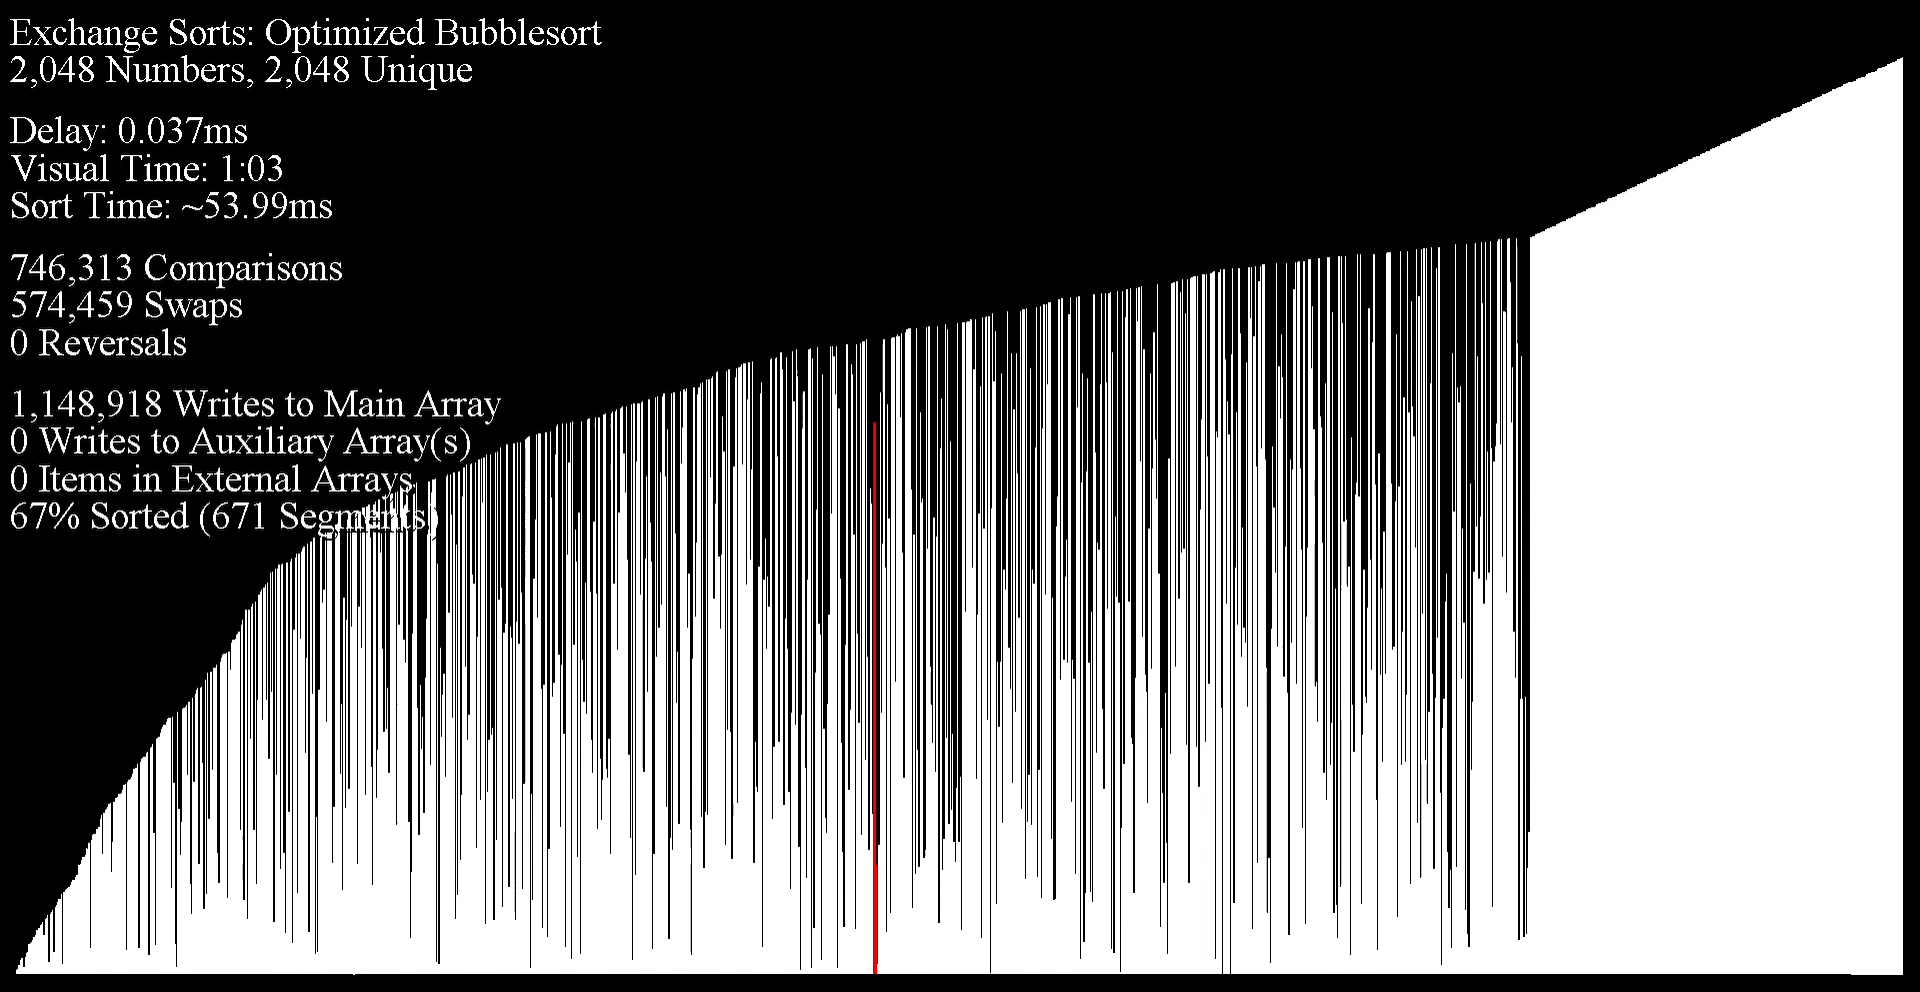 Exchange Sorts: Optimized Bubblesort
2,048 Numbers, 2,048 Unique
Delay: 0.037ms
Visual Time: 1:03
Sort Time: ~53.99ms
746,313 Comparisons
574,459 Swaps
0 Reversals
1,148,918 Writes to Main Array
0 Writes to Auxiliary Array(s)
0 Items in External Arrays
67% Sorted (671 Segments)